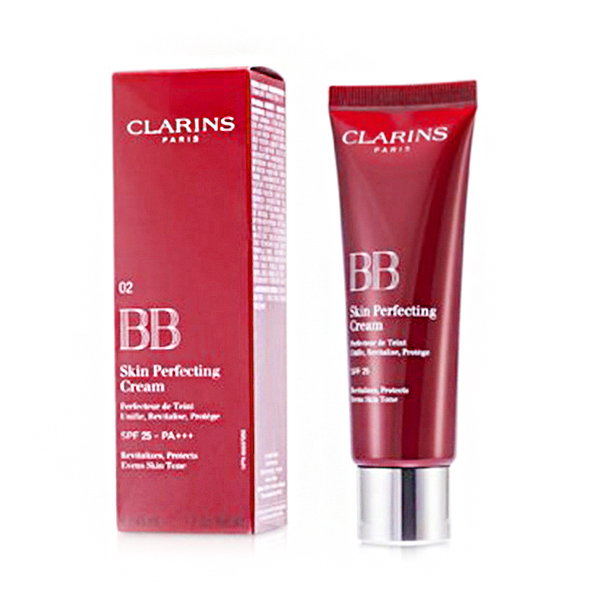 CLARINS
PARIS
02
BB
Skin Perfecting
Cream
Perfecteur de Teint
Unifie, Revitalise, Protège
SPF 25 - PA+++
Revitalizes, Protects
Evens Skin Tone
CLARINS
PARIS
BB
Skin Perfecting
Cream
Perfecteur de Teint
Unifie, Revitalise, Protège
SPF 25
Revitalizes, Protects
Evens Skin Tone